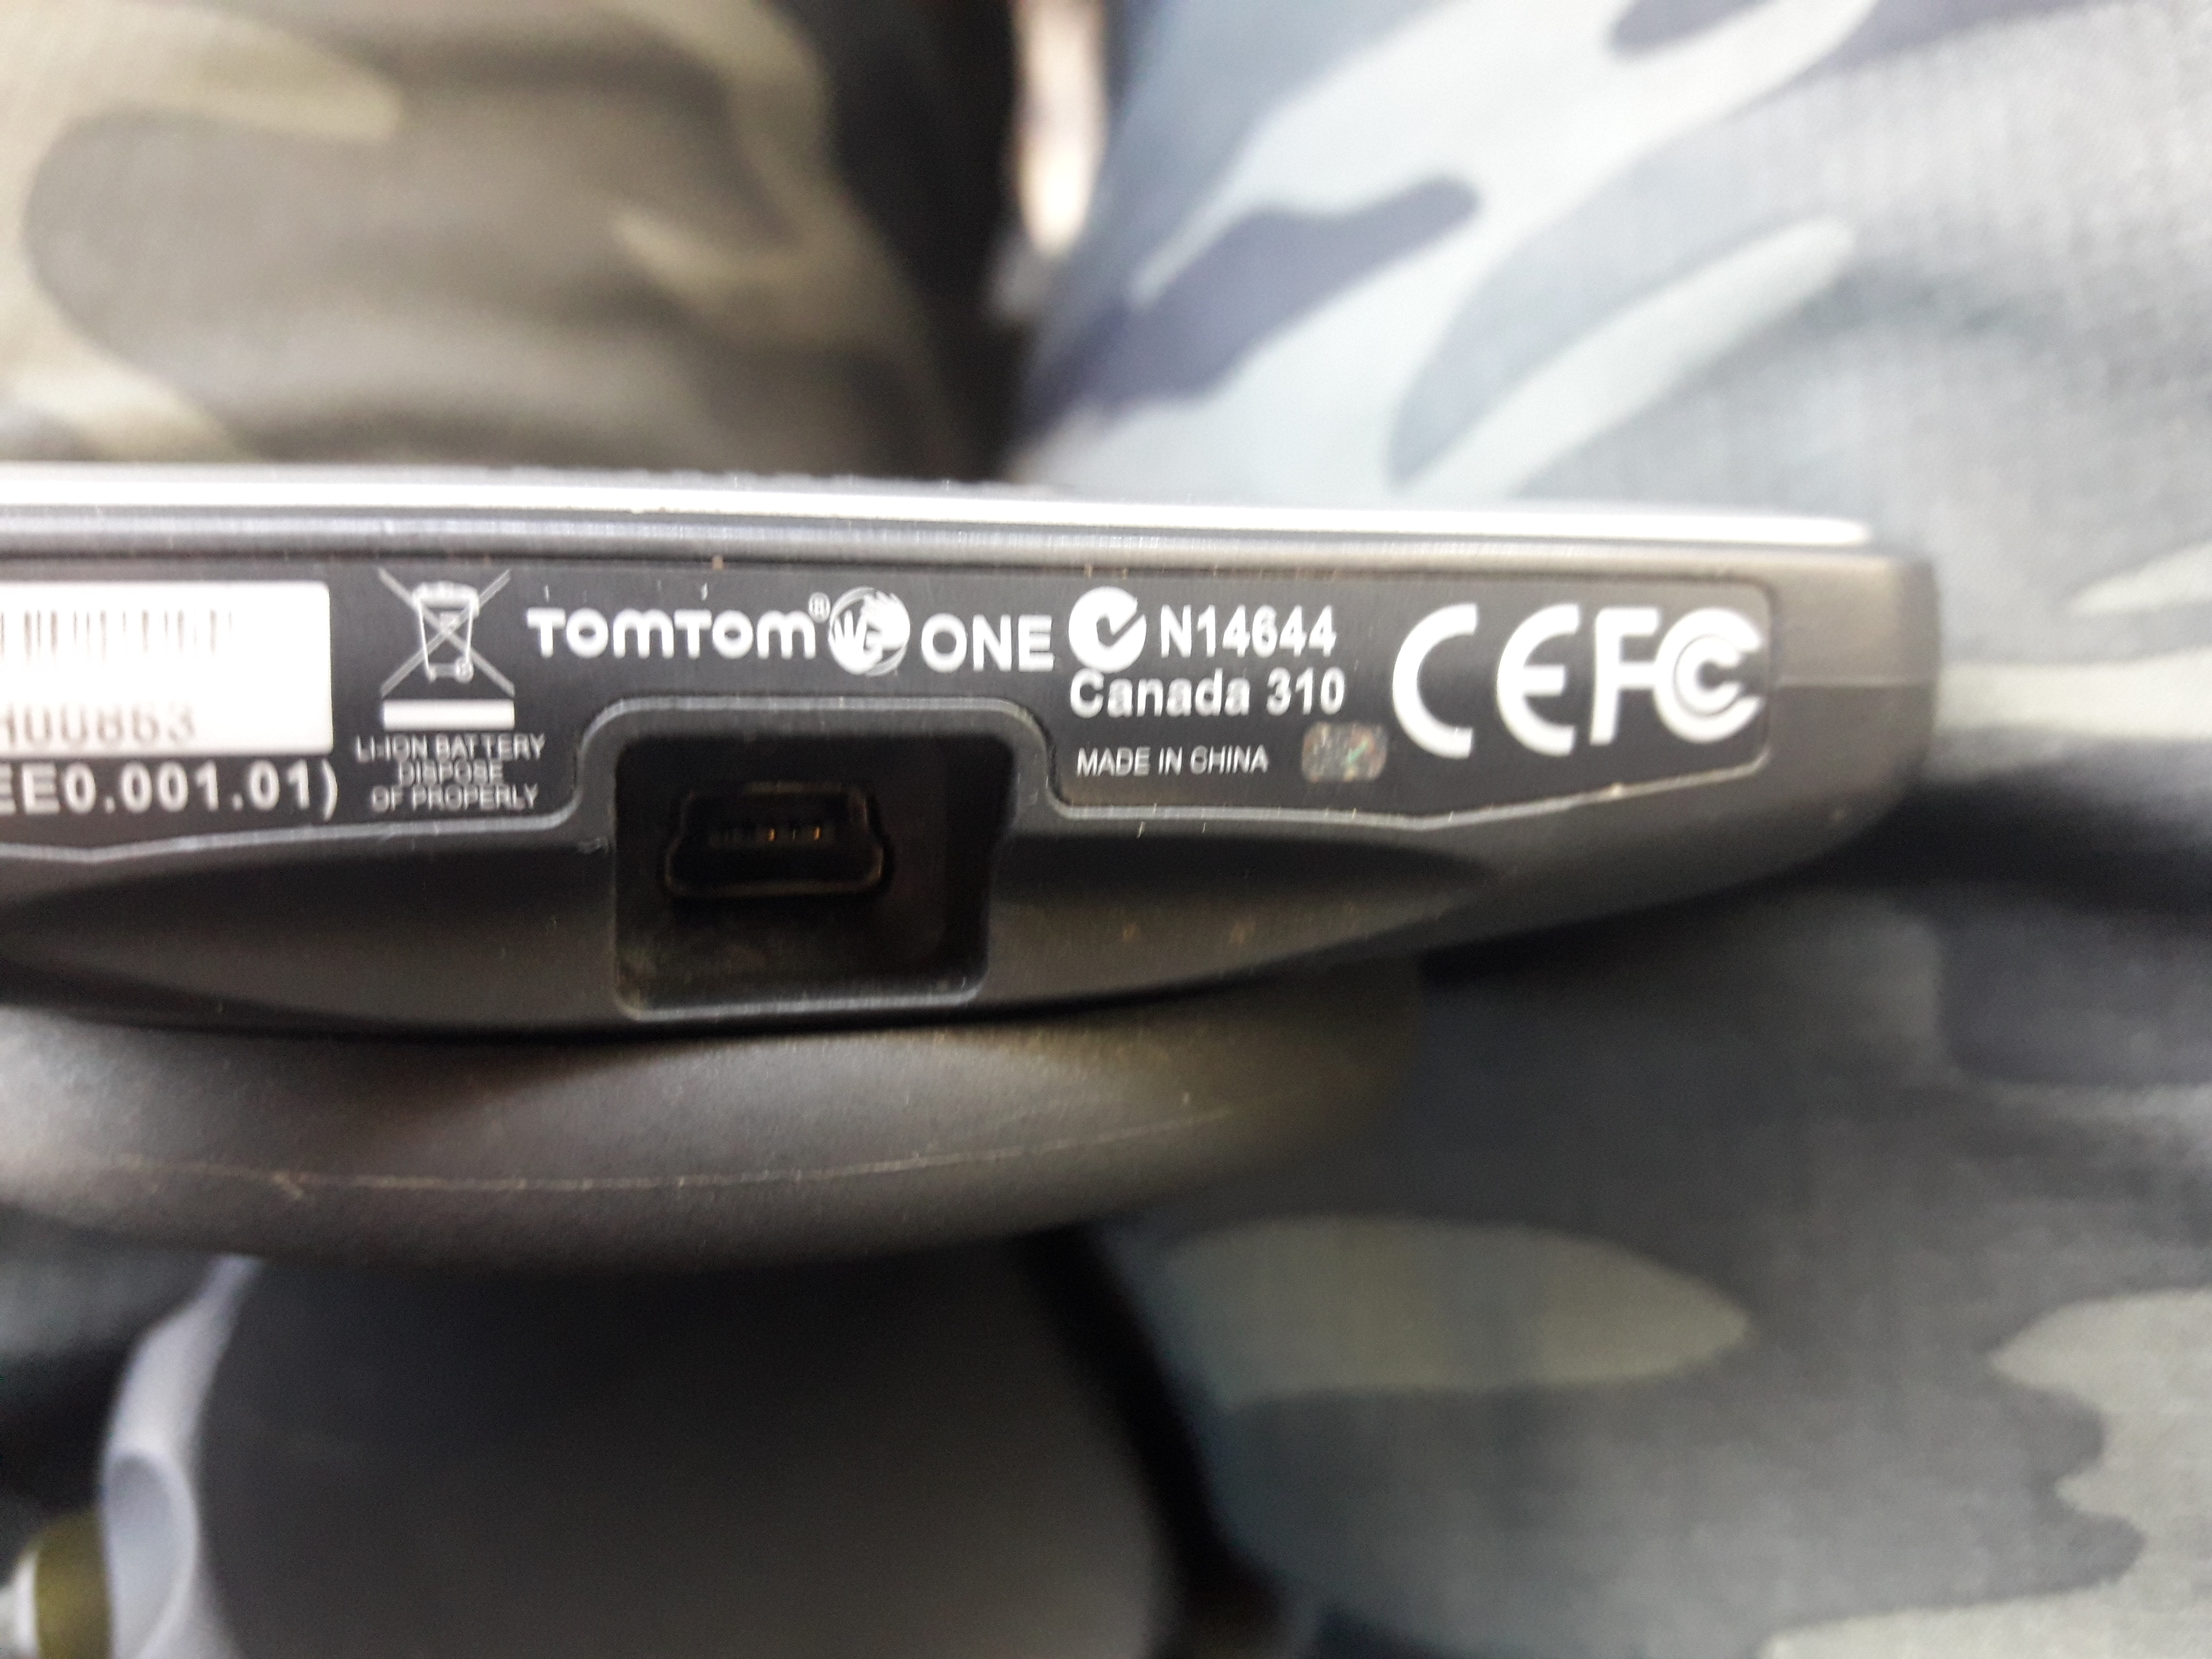 H00863
EE0.001.01)
LI-ION BATTERY
DISPOSE
OF PROPERLY
TOMTOM® ONE
N14644
Canada 310
MADE IN CHINA
CE FC